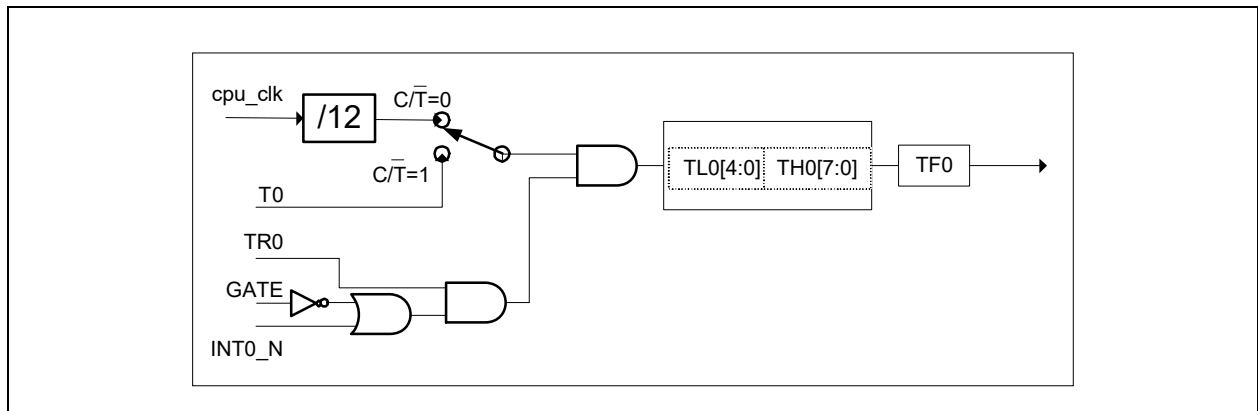 cpu_clk
/12
C/T̅=0
C/T̅=1
T0
TL0[4:0]
TH0[7:0]
TF0
TR0
GATE
INT0_N